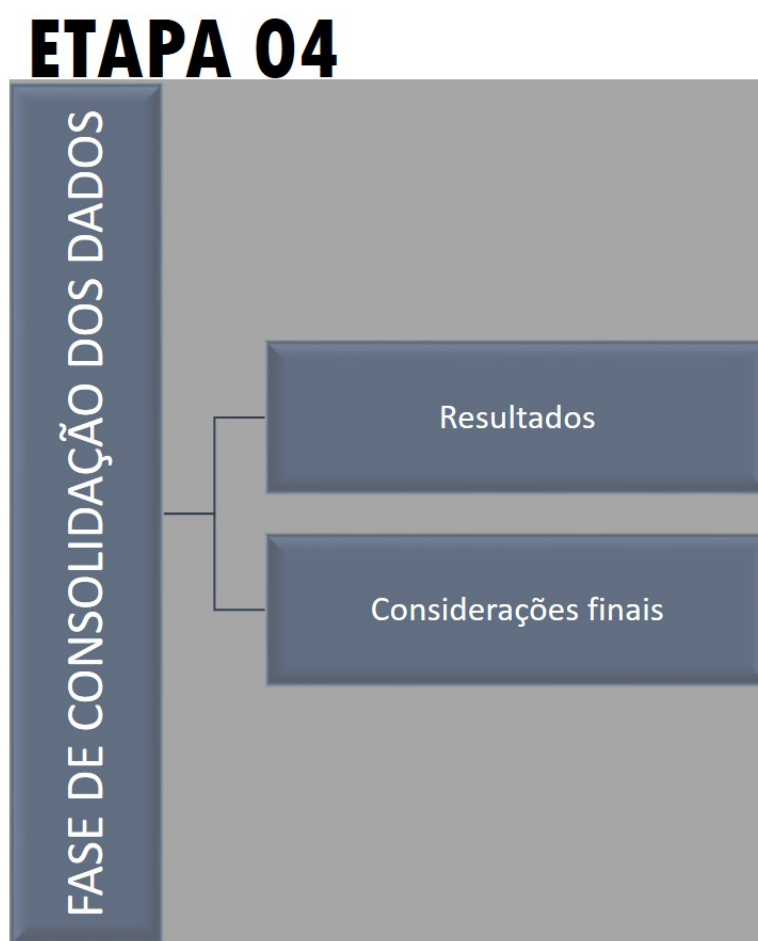 ETAPA 04
FASE DE CONSOLIDAÇÃO DOS DADOS
Resultados
Considerações finais